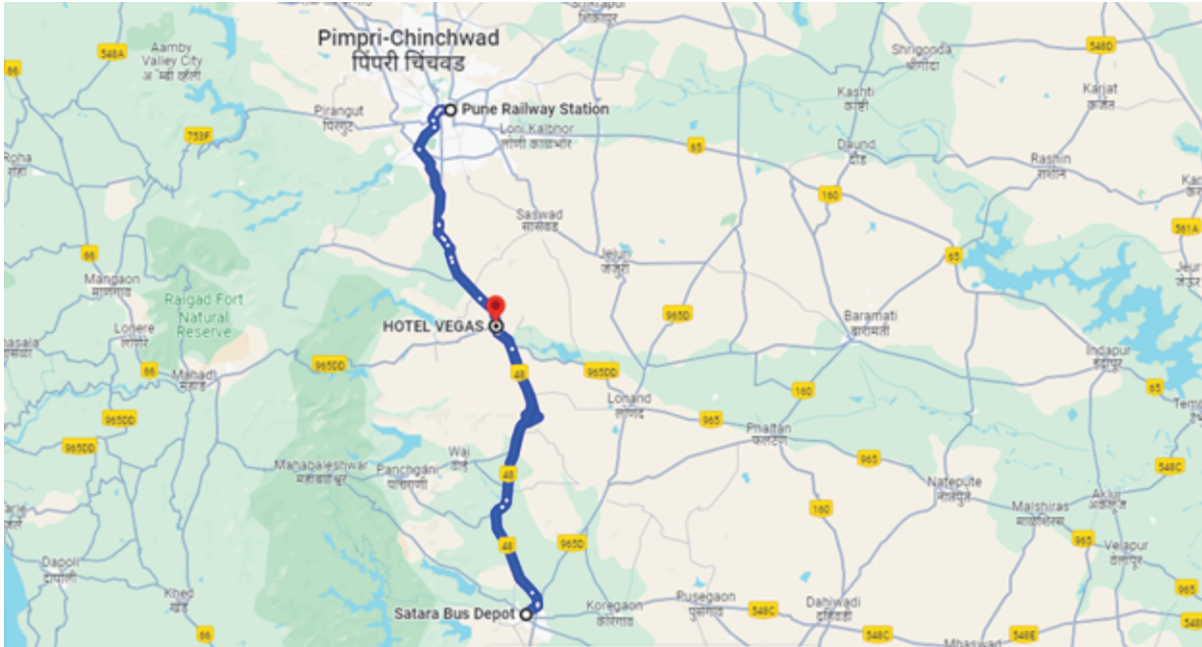 Shikrapur
शिक्रापूर
Pimpri-Chinchwad
पिंपरी चिंचवड
548A
Aamby
Valley City
66
Shrigonda
श्रीगोंदा
548D
Kashti
काष्टी
Karjat
कर्जत
Pirangut
पिरंगुट
Pune Railway Station
753F
Loni Kalbhor
लोणी काळभोर
65
Daund
दौंड
Rashin
राशीन
Roha
रोहा
160
Saswad
सासवड
561A
66
Jejuri
जेजुरी
65
Mangaon
माणगाव
Raigad Fort
Natural
Reserve
965D
Baramati
बारामती
HOTEL VEGAS
Lonere
लोणेरे
Indapur
इंदापूर
965DD
66
Mahad
महाड
48
965DD
65
160
Lonand
लोणंद
965DD
965
Phaltan
फलटण
965DD
Wai
वाई
965
548C
Mahabaleshwar
महाबळेश्वर
Panchgani
पाचगणी
48
Natepute
नातेपुते
Akluj
अकलूज
160
Malshiras
माळशिरस
48
965D
965
Velapur
वेळापूर
Dapoli
दापोली
965
Khed
खेड
Satara Bus Depot
Koregaon
कोरेगाव
Pusegaon
पुसेगाव
548C
Dahiwadi
दहिवडी
66
548C
548E
Mhaswad